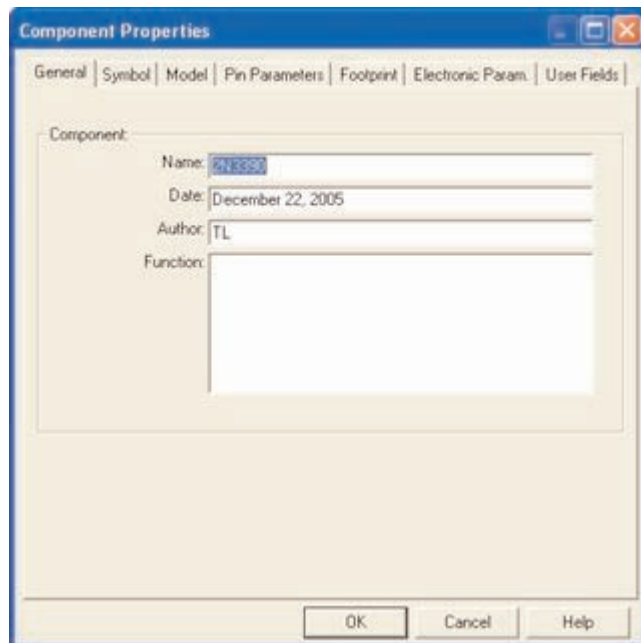 Component Properties
General Symbol Model Pin Parameters Footprint Electronic Param. User Fields
Component:
Name: 2N3390
Date: December 22, 2005
Author: TL
Function:
OK Cancel Help